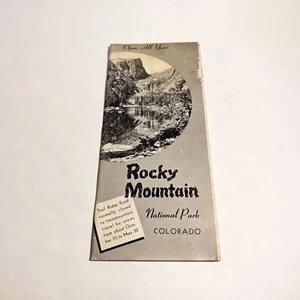 Open All Year
Rocky
Mountain
National Park
COLORADO
Trail Ridge Road
normally closed
to transmountain
travel by snows
from about Octo-
ber 15 to May 30